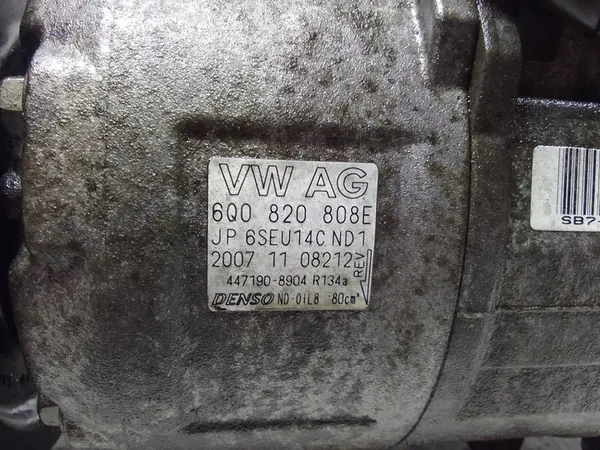 VW AG
6Q0 820 808E
JP 6SEU14C ND1
2007 11 08212
REV
447190-8904 R134a
DENSO ND-OIL8 80cm³
SB7